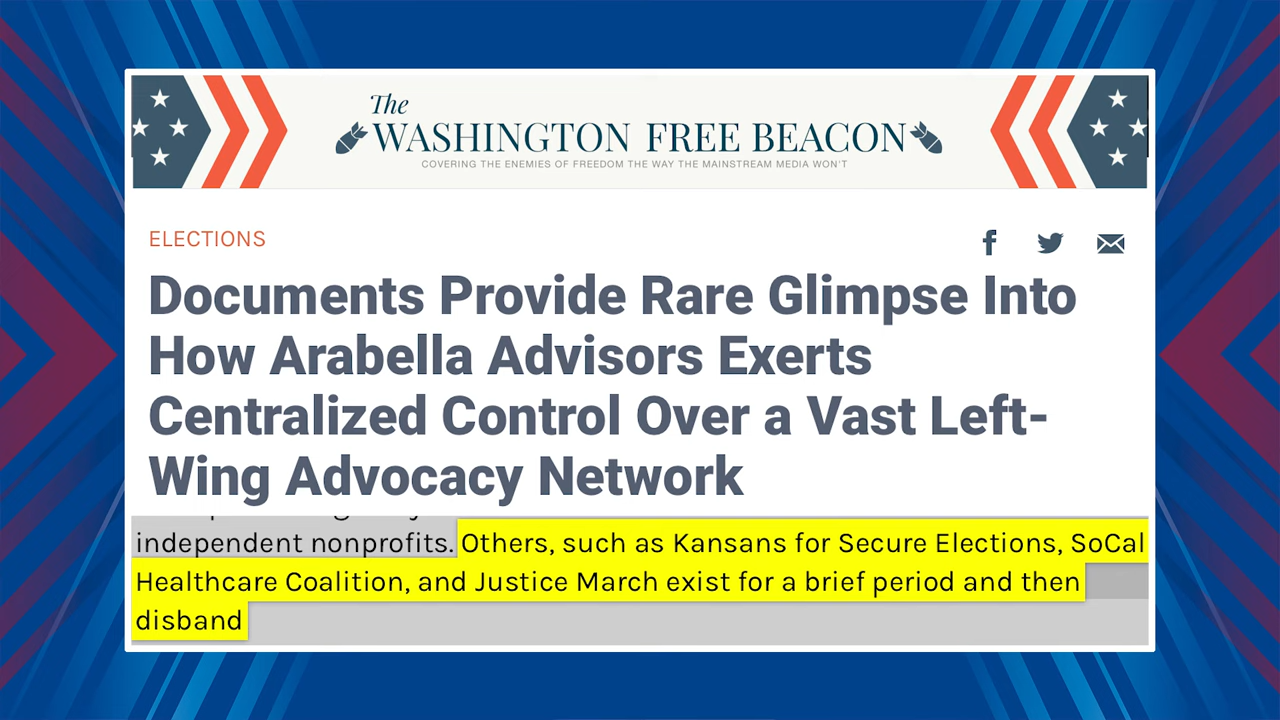 The
WASHINGTON FREE BEACON
COVERING THE ENEMIES OF FREEDOM THE WAY THE MAINSTREAM MEDIA WON'T
ELECTIONS
Documents Provide Rare Glimpse Into
How Arabella Advisors Exerts
Centralized Control Over a Vast Left-
Wing Advocacy Network
independent nonprofits. Others, such as Kansans for Secure Elections, SoCal
Healthcare Coalition, and Justice March exist for a brief period and then
disband